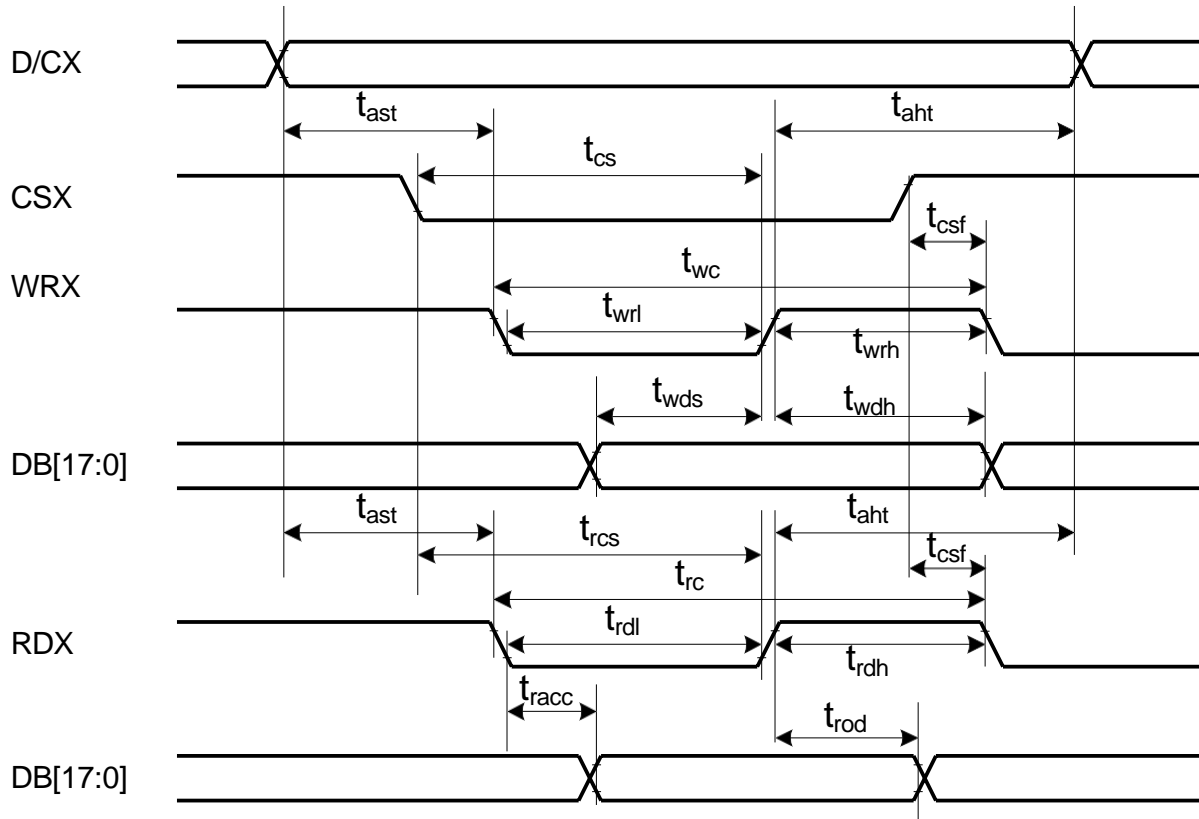 D/CX
t_ast
t_aht
t_cs
CSX
t_csf
t_wc
WRX
t_wrl
t_wrh
t_wds
t_wdh
DB[17:0]
t_ast
t_aht
t_rcs
t_csf
t_rc
t_rdl
RDX
t_rdh
t_racc
t_rod
DB[17:0]